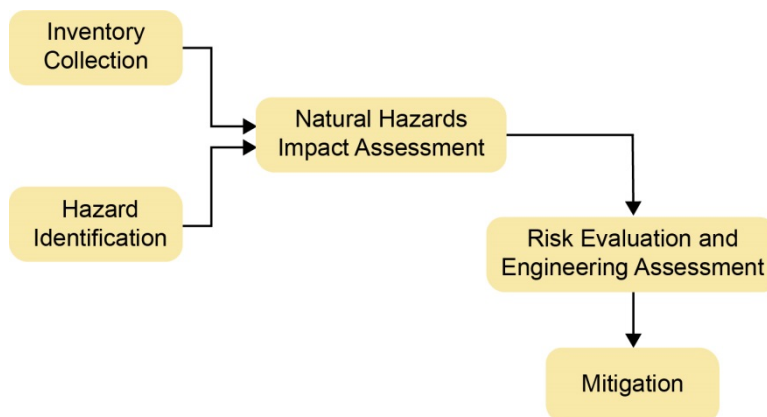 Inventory
Collection
Natural Hazards
Impact Assessment
Hazard
Identification
Risk Evaluation and
Engineering Assessment
Mitigation